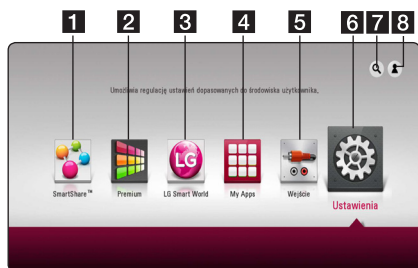 1 2 3 4 5 6 7 8
Umożliwia regulację ustawień dopasowanych do środowiska użytkownika.
LG
SmartShare™ Premium LG Smart World My Apps Wejście Ustawienia